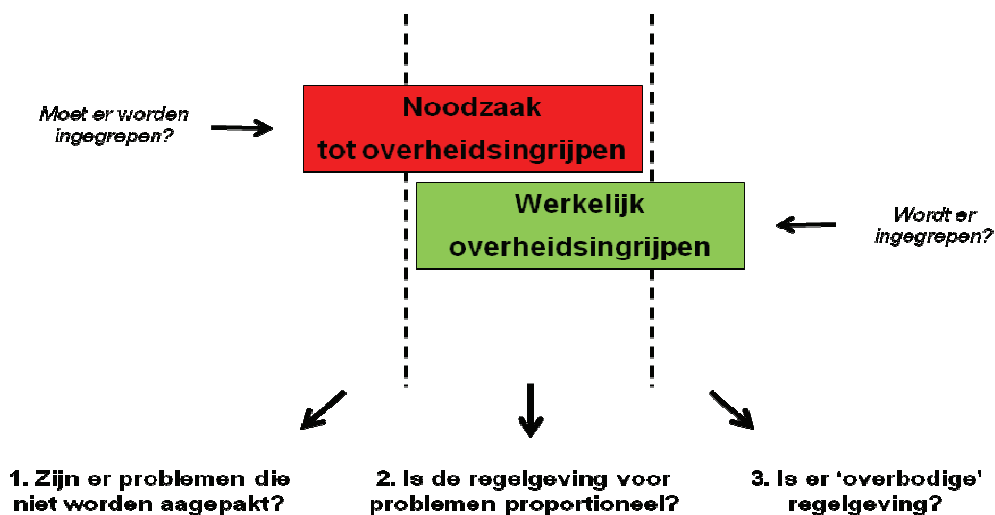 Noodzaak
tot overheidsingrijpen
Moet er worden
ingegrepen?
Werkelijk
overheidsingrijpen
Wordt er
ingegrepen?
1. Zijn er problemen die
niet worden aagepakt?
2. Is de regelgeving voor
problemen proportioneel?
3. Is er ‘overbodige’
regelgeving?